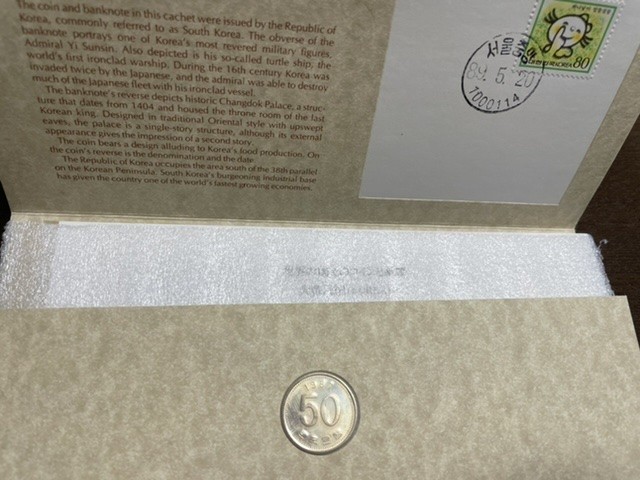 The coin and banknote in this cachet were issued by the Republic of
Korea, commonly referred to as South Korea. The obverse of the
banknote portrays one of Korea's most revered military figures,
Admiral Yi Sunsin. Also depicted is his so-called turtle ship, the
world's first ironclad warship. During the 16th century Korea was
invaded twice by the Japanese, and the admiral was able to destroy
much of the Japanese fleet with his ironclad vessel.
The banknote's reverse depicts historic Changdok Palace, a struc-
ture that dates from 1404 and housed the throne room of the last
Korean king. Designed in traditional Oriental style with upswept
eaves, the palace is a single-story structure, although its external
appearance gives the impression of a second story.
The coin bears a design alluding to Korea's food production. On
the coin's reverse is the denomination and the date.
The Republic of Korea occupies the area south of the 38th parallel
on the Korean Peninsula. South Korea's burgeoning industrial base
has given the country one of the world's fastest growing economies.
80
서울
89.5.20
1000114
50